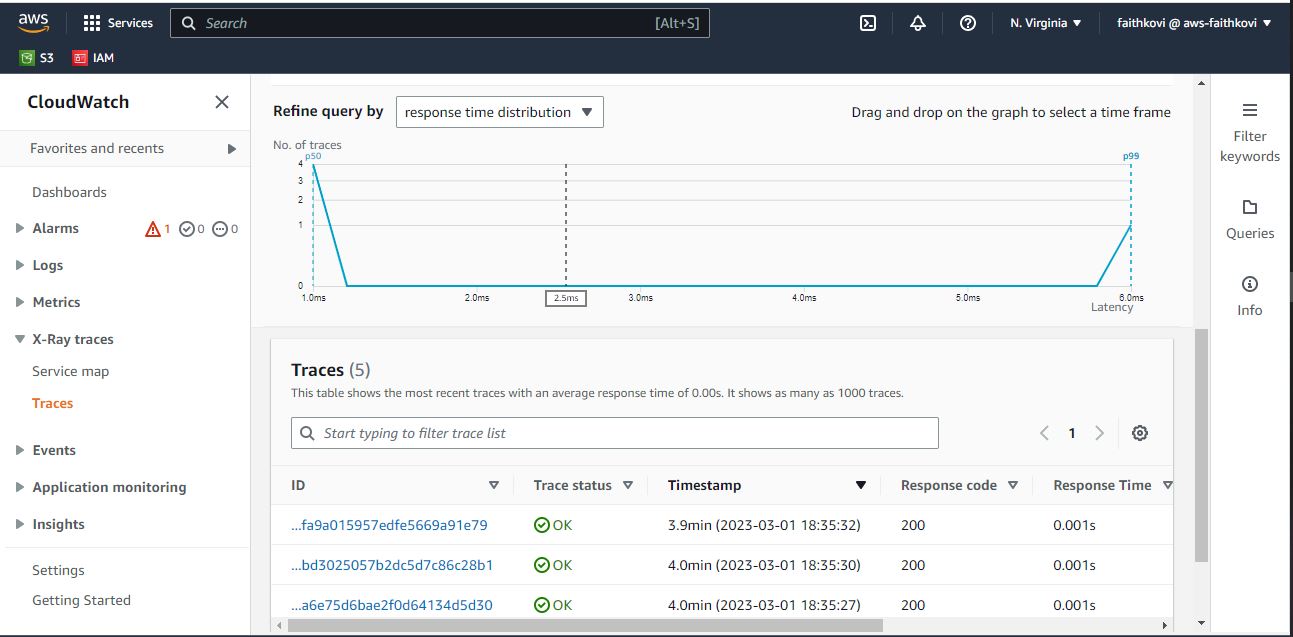 aws
Services
Search
[Alt+S]
N. Virginia
faithkovi @ aws-faithkovi
S3
IAM
CloudWatch
Favorites and recents
Dashboards
Alarms
1
0
0
Logs
Metrics
X-Ray traces
Service map
Traces
Events
Application monitoring
Insights
Settings
Getting Started
Refine query by
response time distribution
Drag and drop on the graph to select a time frame
No. of traces
p50
p99
4
3
2
1
0
1.0ms
2.0ms
2.5ms
3.0ms
4.0ms
5.0ms
6.0ms
Latency
Traces (5)
This table shows the most recent traces with an average response time of 0.00s. It shows as many as 1000 traces.
Start typing to filter trace list
1
ID
Trace status
Timestamp
Response code
Response Time
...fa9a015957edfe5669a91e79
OK
3.9min (2023-03-01 18:35:32)
200
0.001s
...bd3025057b2dc5d7c86c28b1
OK
4.0min (2023-03-01 18:35:30)
200
0.001s
...a6e75d6bae2f0d64134d5d30
OK
4.0min (2023-03-01 18:35:27)
200
0.001s
Filter
keywords
Queries
Info